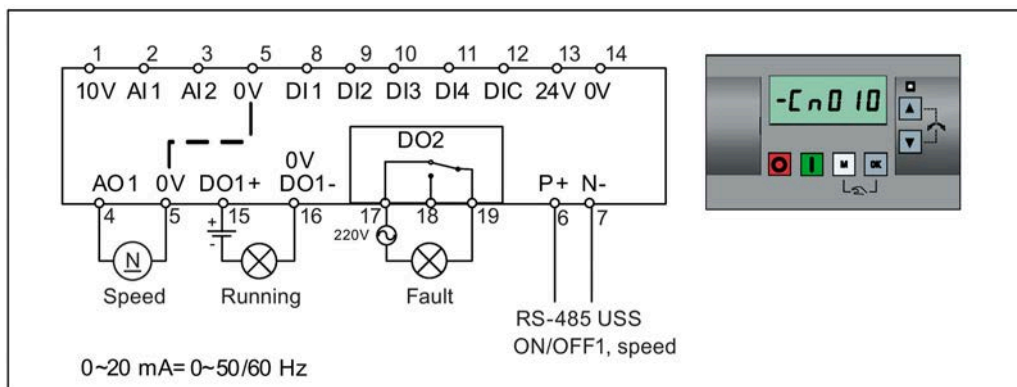 1 2 3 5 8 9 10 11 12 13 14
10V AI1 AI2 0V DI1 DI2 DI3 DI4 DIC 24V 0V
-Cn010
DO2
0V
AO1 0V DO1+ DO1- P+ N-
4 5 15 16 17 18 19 6 7
+
-
220V
N
M OK
Speed Running Fault
RS-485 USS
ON/OFF1, speed
0~20 mA= 0~50/60 Hz